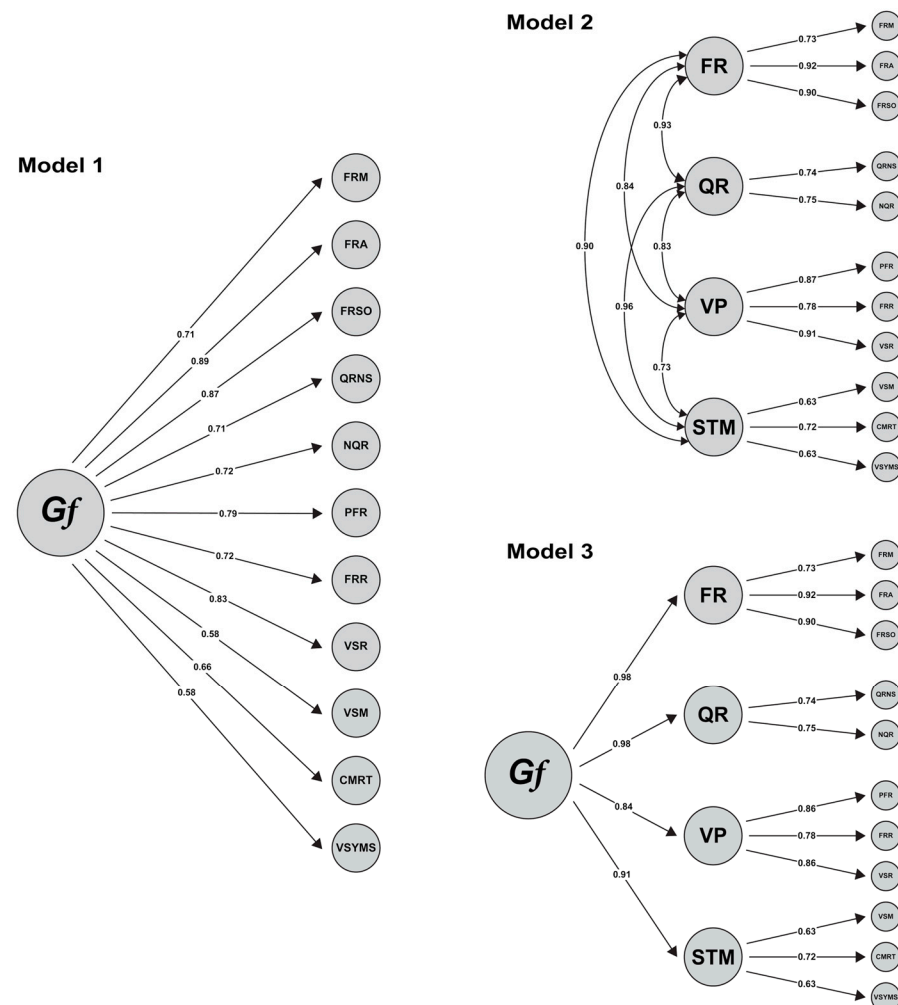 Model 1
Gf
0.71
0.89
0.87
0.71
0.72
0.79
0.72
0.83
0.58
0.66
0.58
FRM
FRA
FRSO
QRNS
NQR
PFR
FRR
VSR
VSM
CMRT
VSYMS
Model 2
0.90
0.84
0.93
0.96
0.83
0.73
FR
QR
VP
STM
0.73
0.92
0.90
0.74
0.75
0.87
0.78
0.91
0.63
0.72
0.63
FRM
FRA
FRSO
QRNS
NQR
PFR
FRR
VSR
VSM
CMRT
VSYMS
Model 3
Gf
0.98
0.98
0.84
0.91
FR
QR
VP
STM
0.73
0.92
0.90
0.74
0.75
0.86
0.78
0.86
0.63
0.72
0.63
FRM
FRA
FRSO
QRNS
NQR
PFR
FRR
VSR
VSM
CMRT
VSYMS